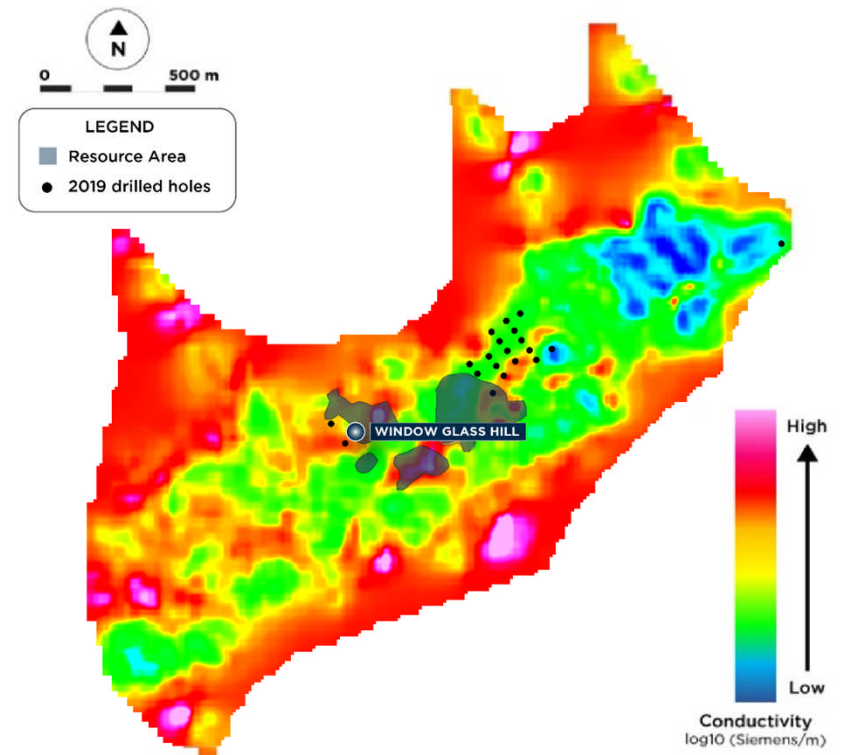 N
0 500 m
LEGEND
Resource Area
2019 drilled holes
WINDOW GLASS HILL
High
Low
Conductivity
log10 (Siemens/m)